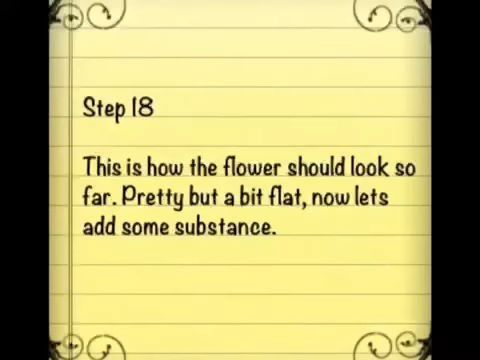 Step 18
This is how the flower should look so
far. Pretty but a bit flat, now lets
add some substance.